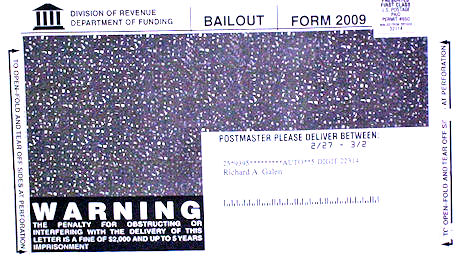 DIVISION OF REVENUE
DEPARTMENT OF FUNDING
BAILOUT
FORM 2009
FIRST CLASS
U.S. POSTAGE
PAID
TO OPEN-FOLD AND TEAR OFF SIDES AT PERFORATION
AT PERFORATION
TO OPEN-FOLD AND TEAR OFF
POSTMASTER PLEASE DELIVER BETWEEN:
2/27 - 3/2
22314
Richard A. Galen
WARNING
THE PENALTY FOR OBSTRUCTING OR
INTERFERING WITH THE DELIVERY OF THIS
LETTER IS A FINE OF $2,000 AND UP TO 5 YEARS
IMPRISONMENT